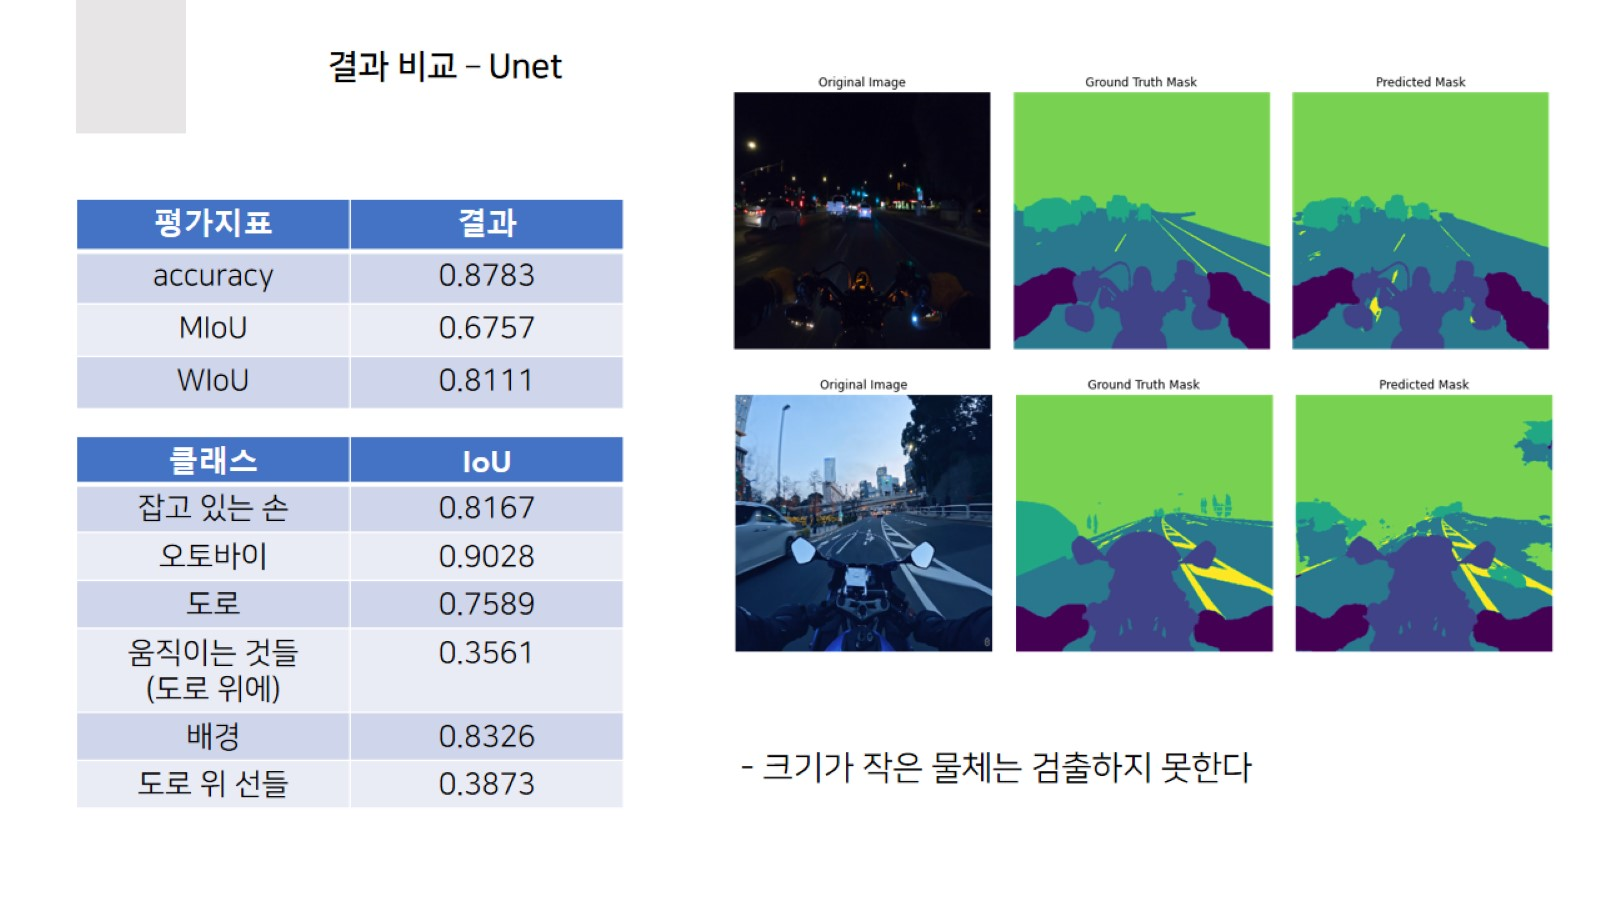 결과 비교 – Unet
평가지표 결과
accuracy 0.8783
MIoU 0.6757
WIoU 0.8111
클래스 IoU
잡고 있는 손 0.8167
오토바이 0.9028
도로 0.7589
움직이는 것들 0.3561
(도로 위에)
배경 0.8326
도로 위 선들 0.3873
Original Image Ground Truth Mask Predicted Mask
Original Image Ground Truth Mask Predicted Mask
- 크기가 작은 물체는 검출하지 못한다